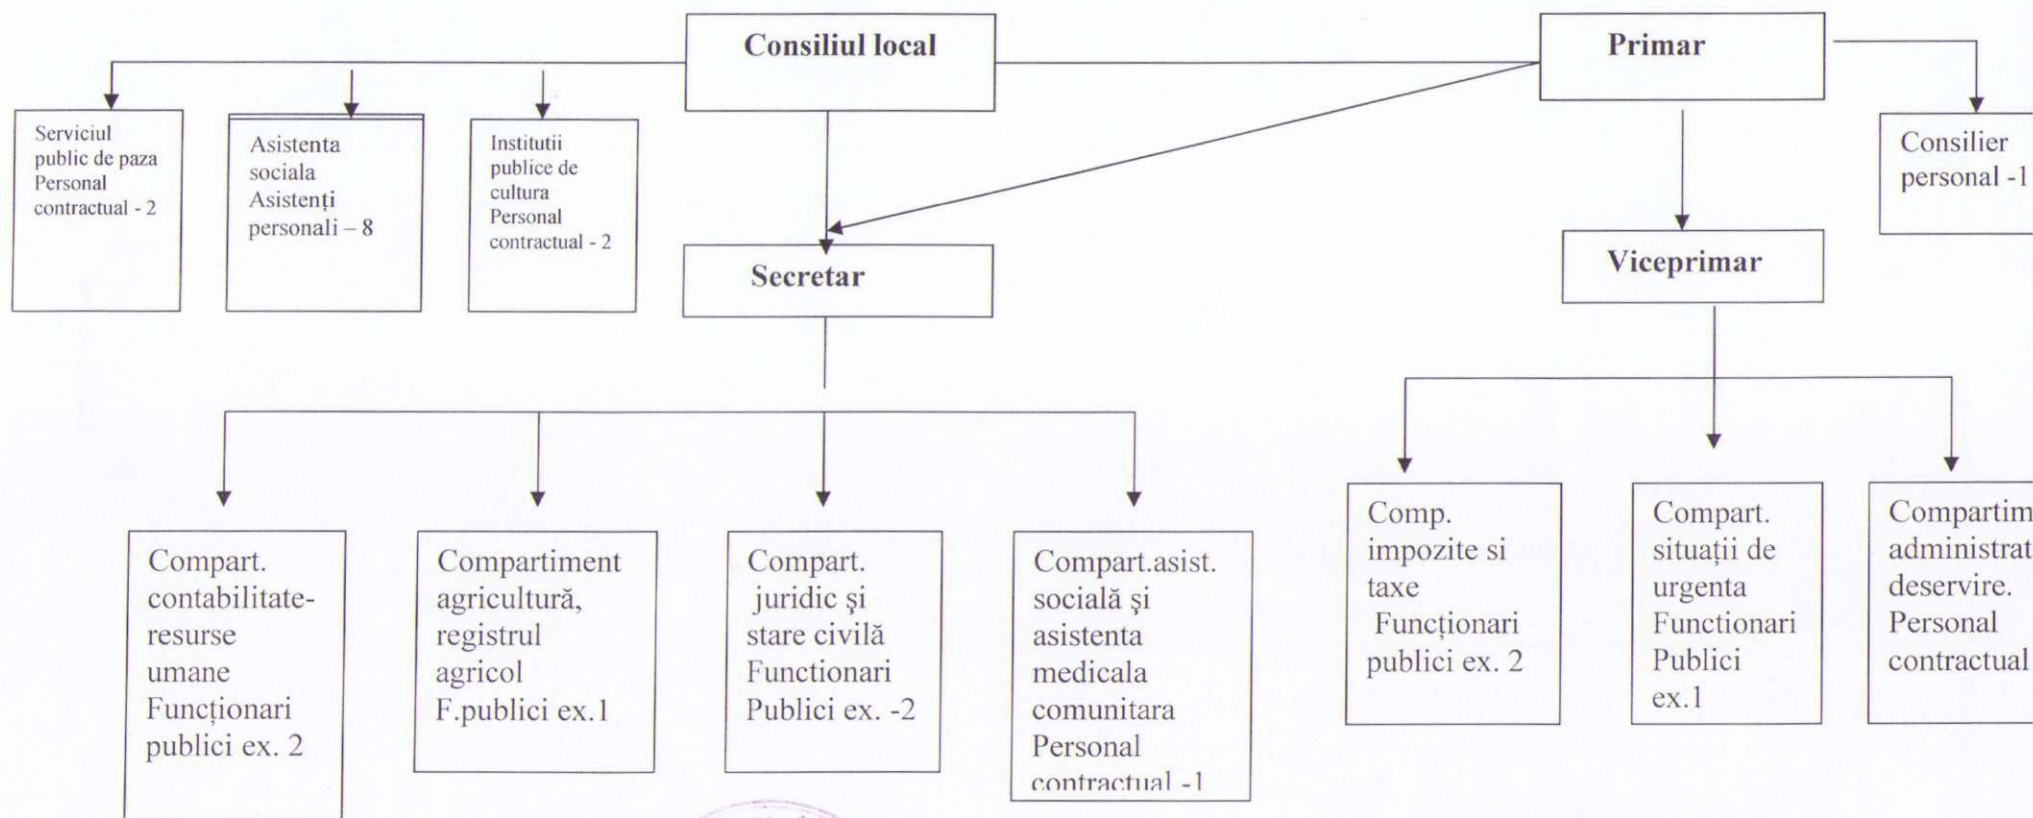 Consiliul local
Primar
Serviciul
public de paza
Personal
contractual - 2
Asistenta
sociala
Asistenți
personali – 8
Institutii
publice de
cultura
Personal
contractual - 2
Consilier
personal -1
Secretar
Viceprimar
Compart.
contabilitate-
resurse
umane
Funcționari
publici ex. 2
Compartiment
agricultură,
registrul
agricol
F.publici ex.1
Compart.
juridic şi
stare civilă
Functionari
Publici ex. -2
Compart.asist.
socială şi
asistenta
medicala
comunitara
Personal
contractual -1
Comp.
impozite si
taxe
Funcționari
publici ex. 2
Compart.
situații de
urgenta
Functionari
Publici
ex.1
deservire.
Personal
contractual